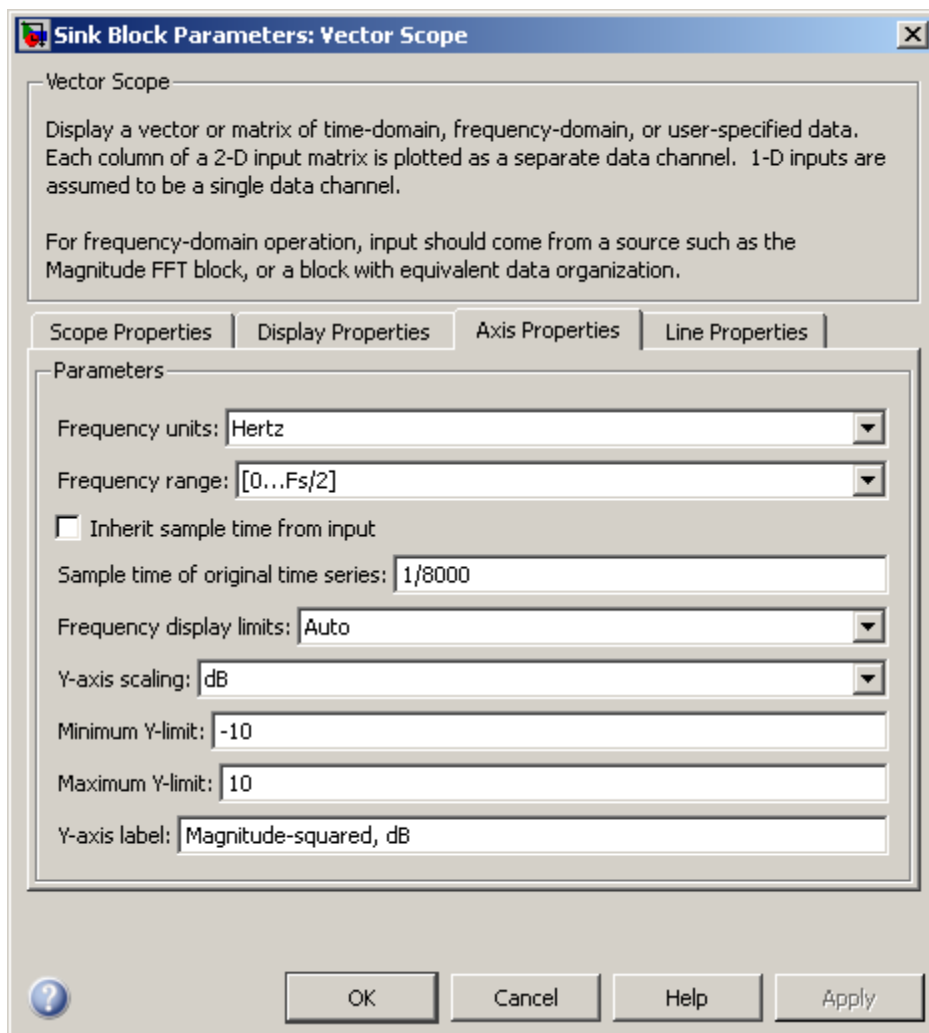 Sink Block Parameters: Vector Scope
Vector Scope
Display a vector or matrix of time-domain, frequency-domain, or user-specified data.
Each column of a 2-D input matrix is plotted as a separate data channel.  1-D inputs are
assumed to be a single data channel.
For frequency-domain operation, input should come from a source such as the
Magnitude FFT block, or a block with equivalent data organization.
Scope Properties Display Properties Axis Properties Line Properties
Parameters
Frequency units: Hertz
Frequency range: [0...Fs/2]
Inherit sample time from input
Sample time of original time series: 1/8000
Frequency display limits: Auto
Y-axis scaling: dB
Minimum Y-limit: -10
Maximum Y-limit: 10
Y-axis label: Magnitude-squared, dB
? OK Cancel Help Apply